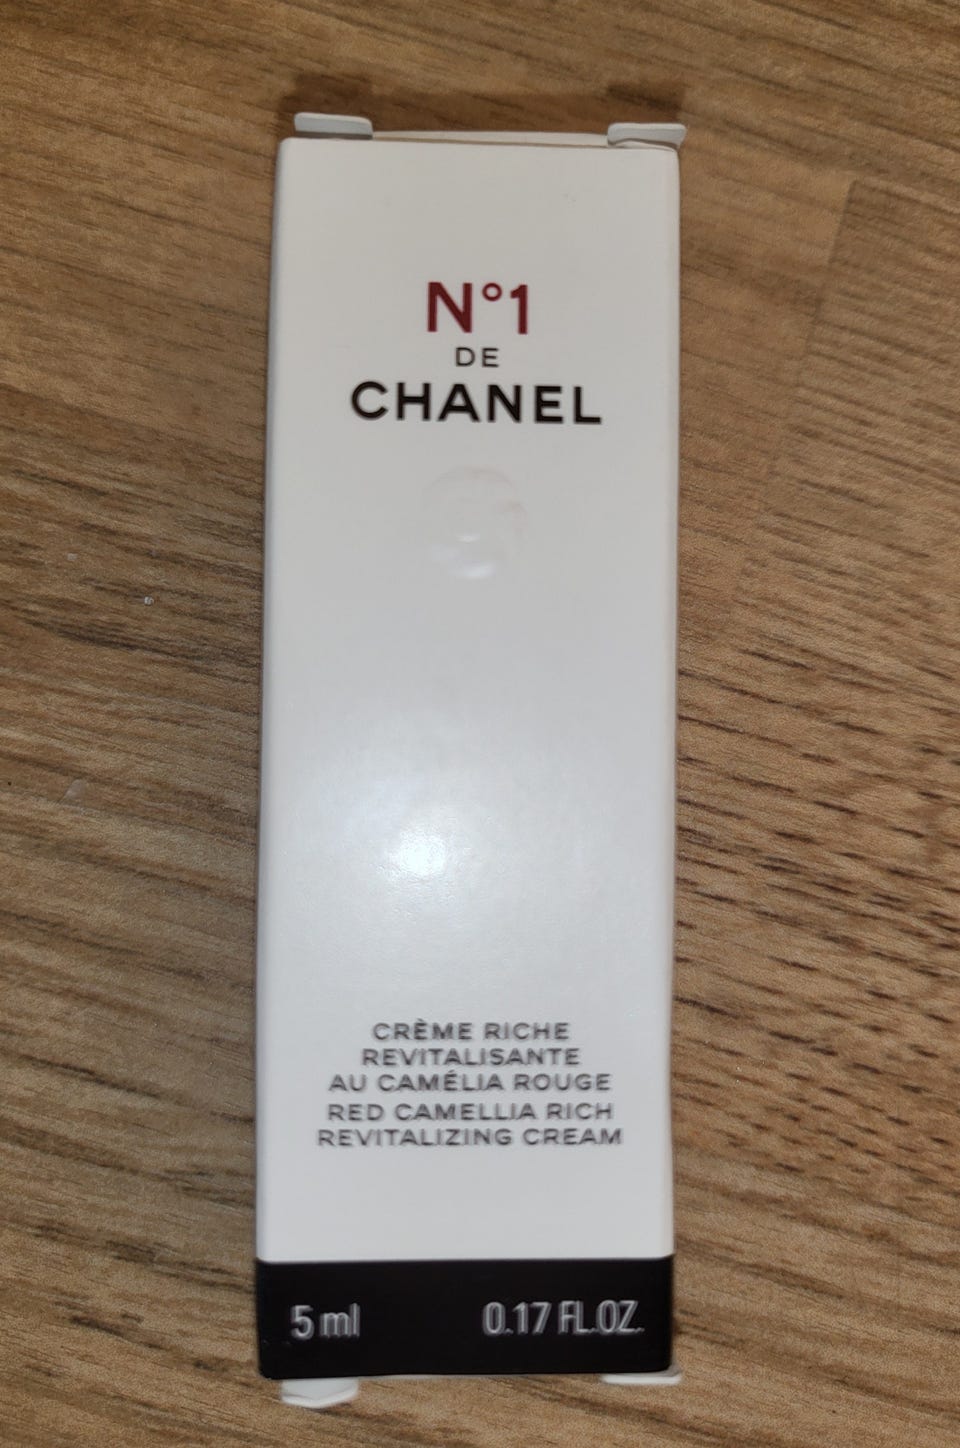 N°1
DE
CHANEL
CRÈME RICHE
REVITALISANTE
AU CAMÉLIA ROUGE
RED CAMELLIA RICH
REVITALIZING CREAM
5 ml 0.17 FL.OZ.